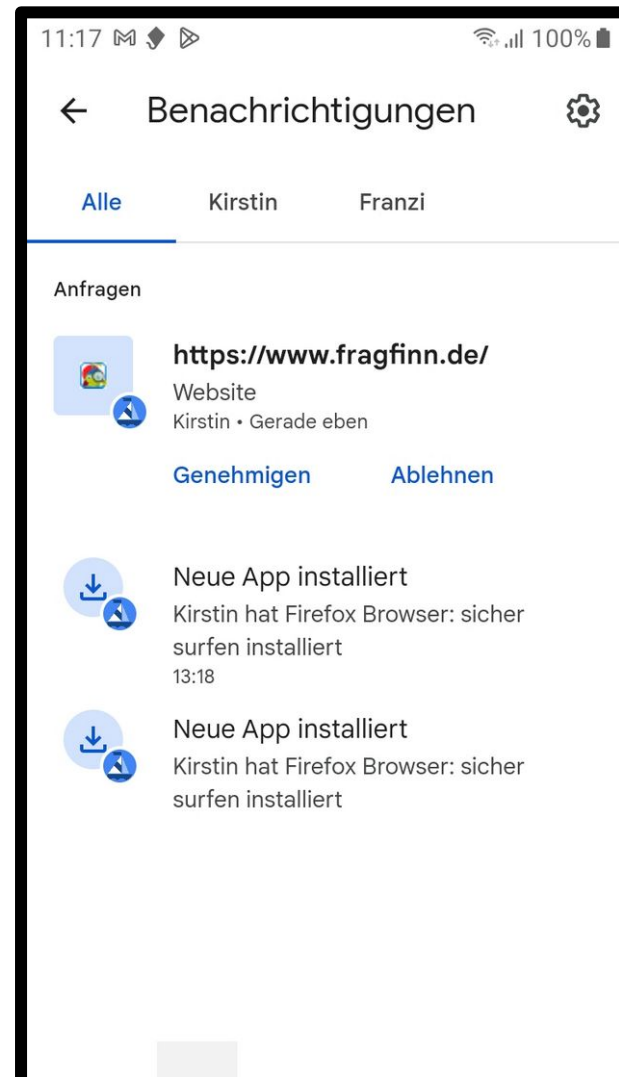 11:17 100%
Benachrichtigungen
Alle Kirstin Franzi
Anfragen
https://www.fragfinn.de/
Website
Kirstin • Gerade eben
Genehmigen Ablehnen
Neue App installiert
Kirstin hat Firefox Browser: sicher
surfen installiert
13:18
Neue App installiert
Kirstin hat Firefox Browser: sicher
surfen installiert